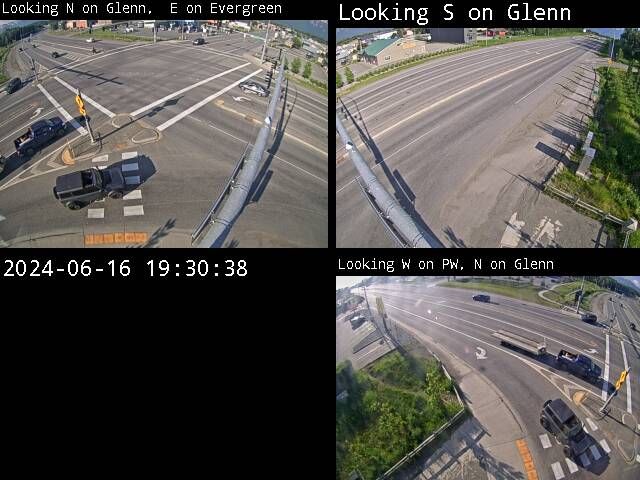 Looking N on Glenn,  E on Evergreen
Looking S on Glenn
2024-06-16 19:30:38
Looking W on PW, N on Glenn